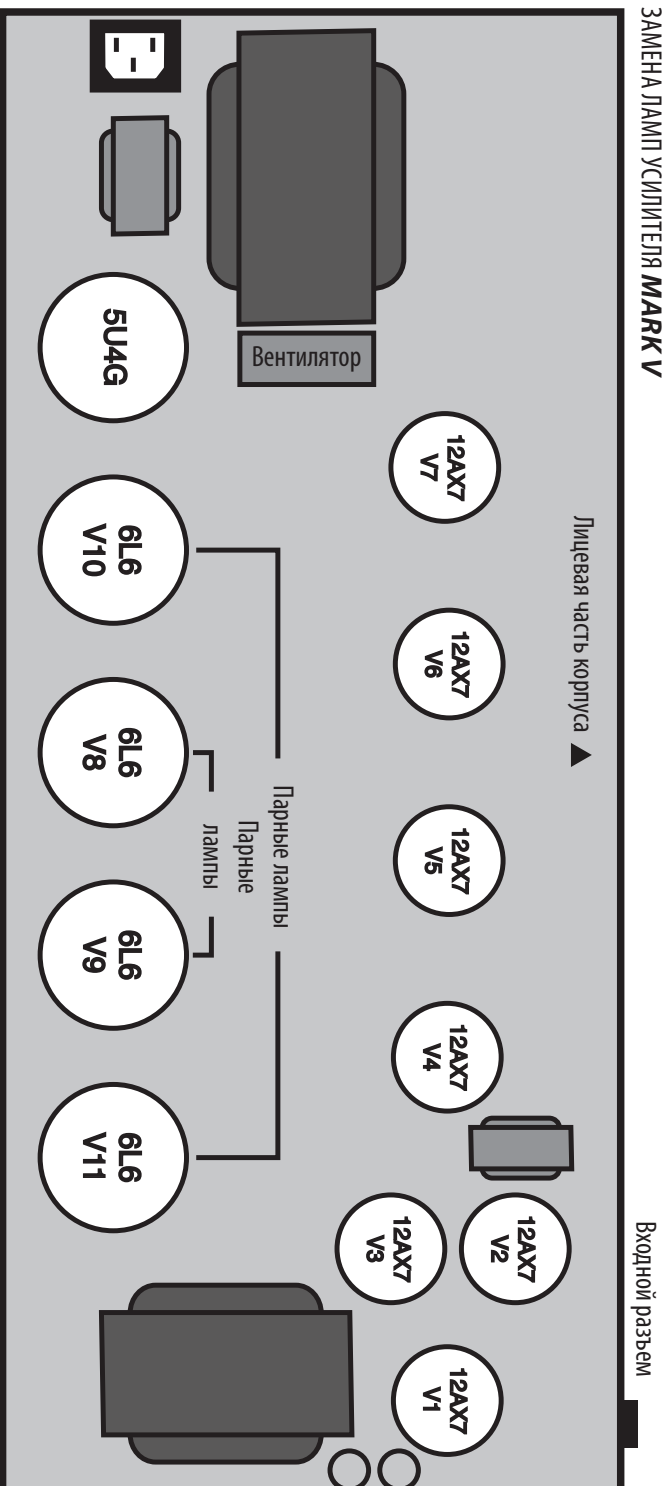 ЗАМЕНА ЛАМП УСИЛИТЕЛЯ MARK V
Входной разъем
Лицевая часть корпуса ▲
12AX7
V7
12AX7
V6
12AX7
V5
12AX7
V4
12AX7
V2
12AX7
V3
12AX7
V1
Вентилятор
Парные лампы
Парные
лампы
5U4G
6L6
V10
6L6
V8
6L6
V9
6L6
V11